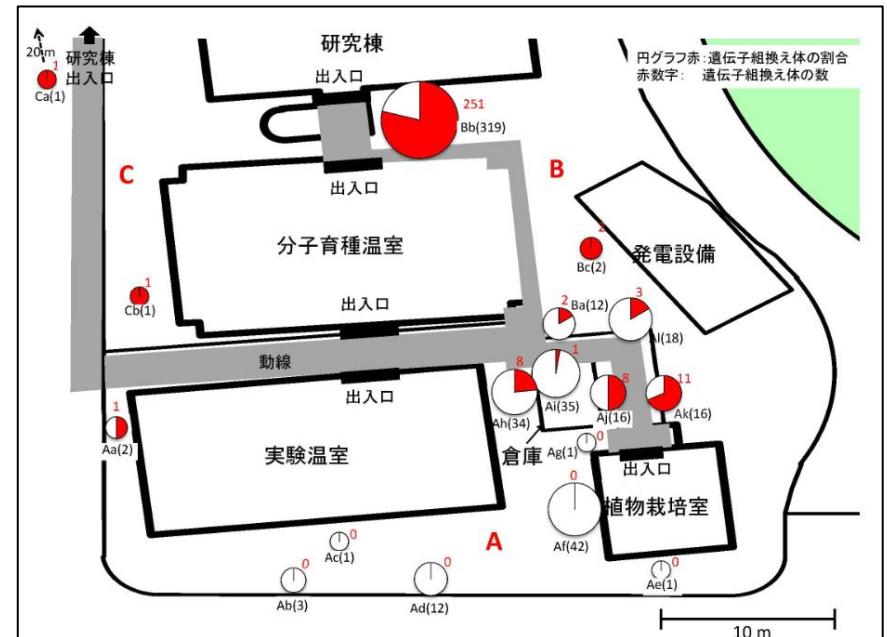 研究棟
円グラフ赤:遺伝子組換え体の割合
赤数字: 遺伝子組換え体の数
20 m
研究棟
出入口
1
Ca(1)
出入口
251
Bb(319)
C
出入口
B
分子育種温室
2
Bc(2)
発電設備
1
Cb(1)
出入口
2
Ba(12)
3
Al(18)
動線
出入口
8
Ah(34)
1
Ai(35)
8
Aj(16)
11
Ak(16)
1
Aa(2)
実験温室
倉庫
0
Ag(1)
出入口
0
Af(42)
植物栽培室
A
0
Ac(1)
0
Ab(3)
0
Ad(12)
0
Ae(1)
10 m